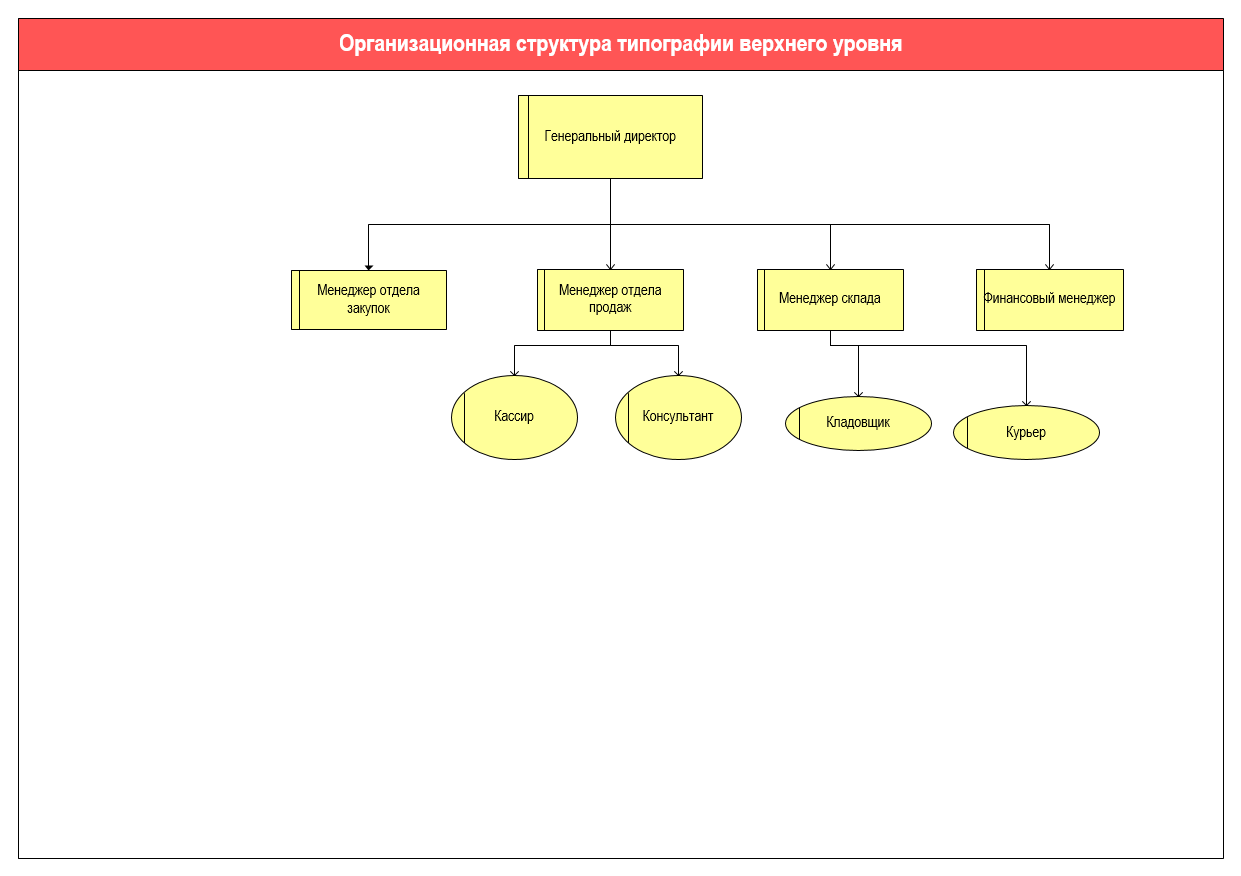 Организационная структура типографии верхнего уровня
Генеральный директор
Менеджер отдела
закупок
Менеджер отдела
продаж
Менеджер склада
Финансовый менеджер
Кассир
Консультант
Кладовщик
Курьер